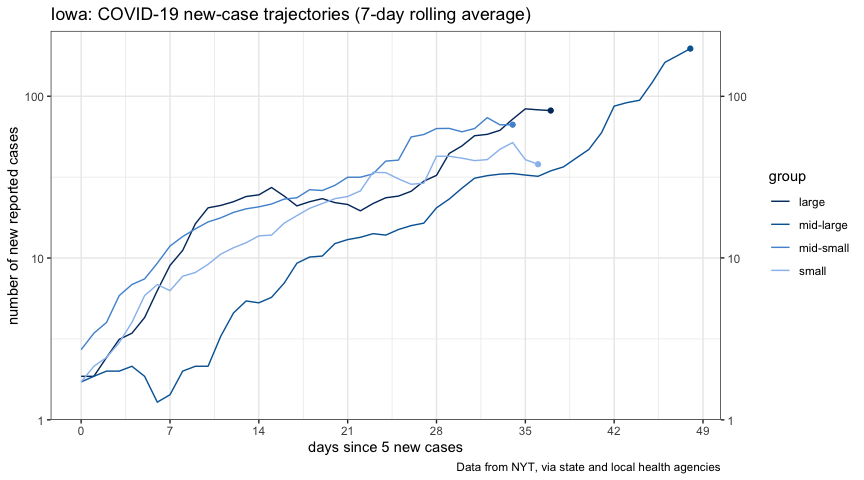 Iowa: COVID-19 new-case trajectories (7-day rolling average)
number of new reported cases
100
10
1
100
10
1
0 7 14 21 28 35 42 49
days since 5 new cases
group
large
mid-large
mid-small
small
Data from NYT, via state and local health agencies